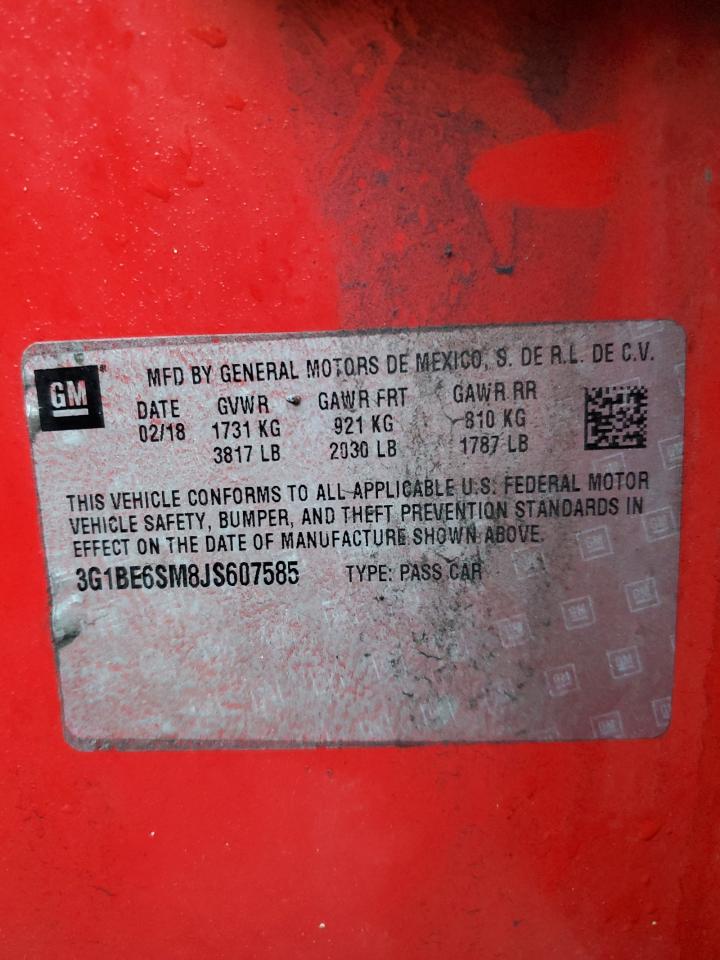 GM
MFD BY GENERAL MOTORS DE MEXICO, S. DE R.L. DE C.V.
DATE GVWR GAWR FRT GAWR RR
02/18 1731 KG 921 KG 810 KG
3817 LB 2030 LB 1787 LB
THIS VEHICLE CONFORMS TO ALL APPLICABLE U.S. FEDERAL MOTOR
VEHICLE SAFETY, BUMPER, AND THEFT PREVENTION STANDARDS IN
EFFECT ON THE DATE OF MANUFACTURE SHOWN ABOVE.
3G1BE6SM8JS607585 TYPE: PASS CAR